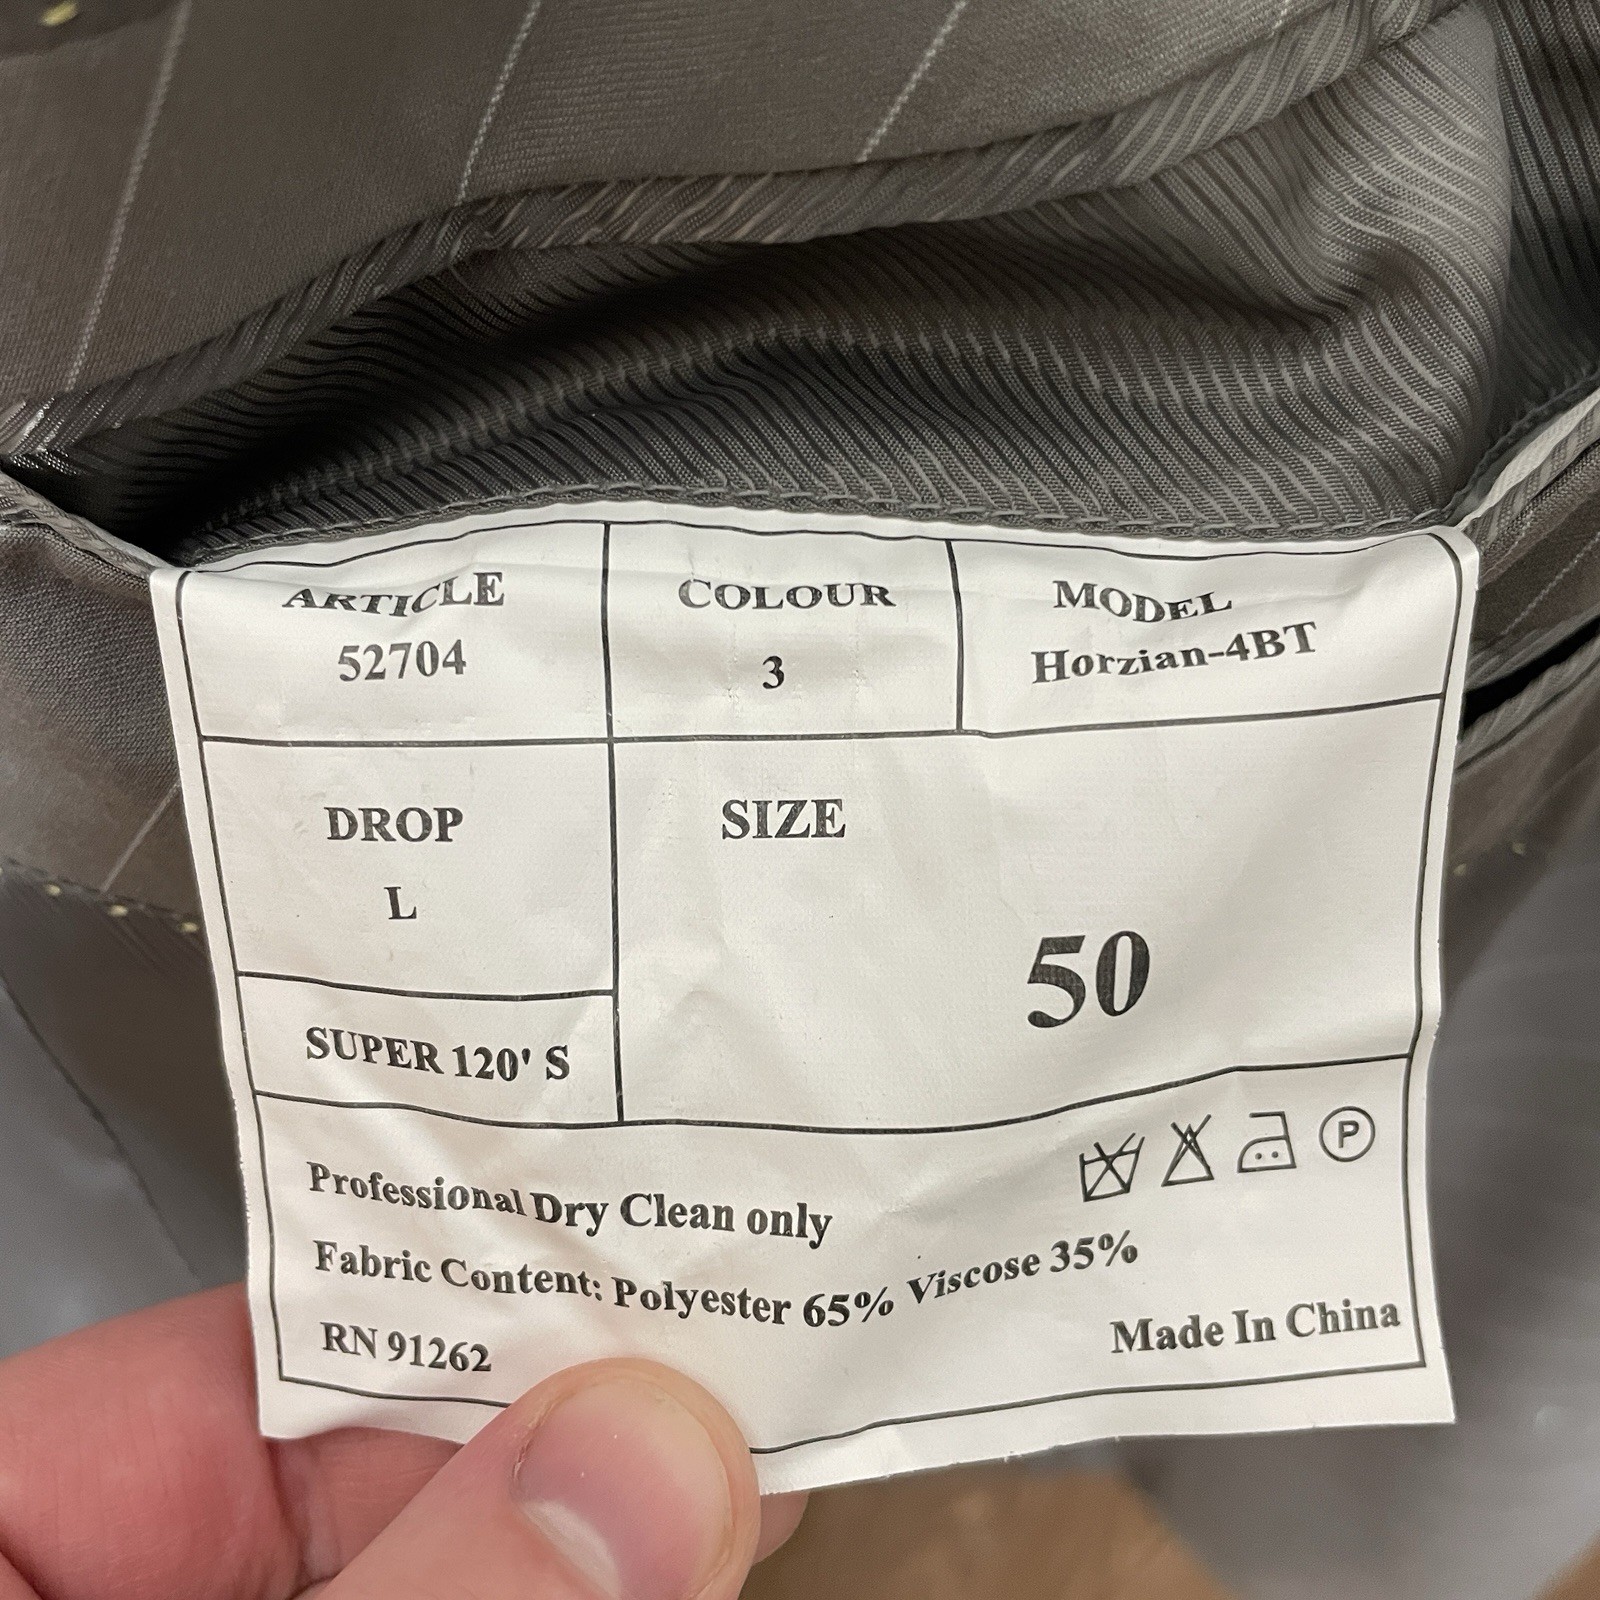 ARTICLE
52704
COLOUR
3
MODEL
Horzian-4BT
DROP
L
SIZE
50
SUPER 120' S
P
Professional Dry Clean only
Fabric Content: Polyester 65% Viscose 35%
RN 91262
Made In China